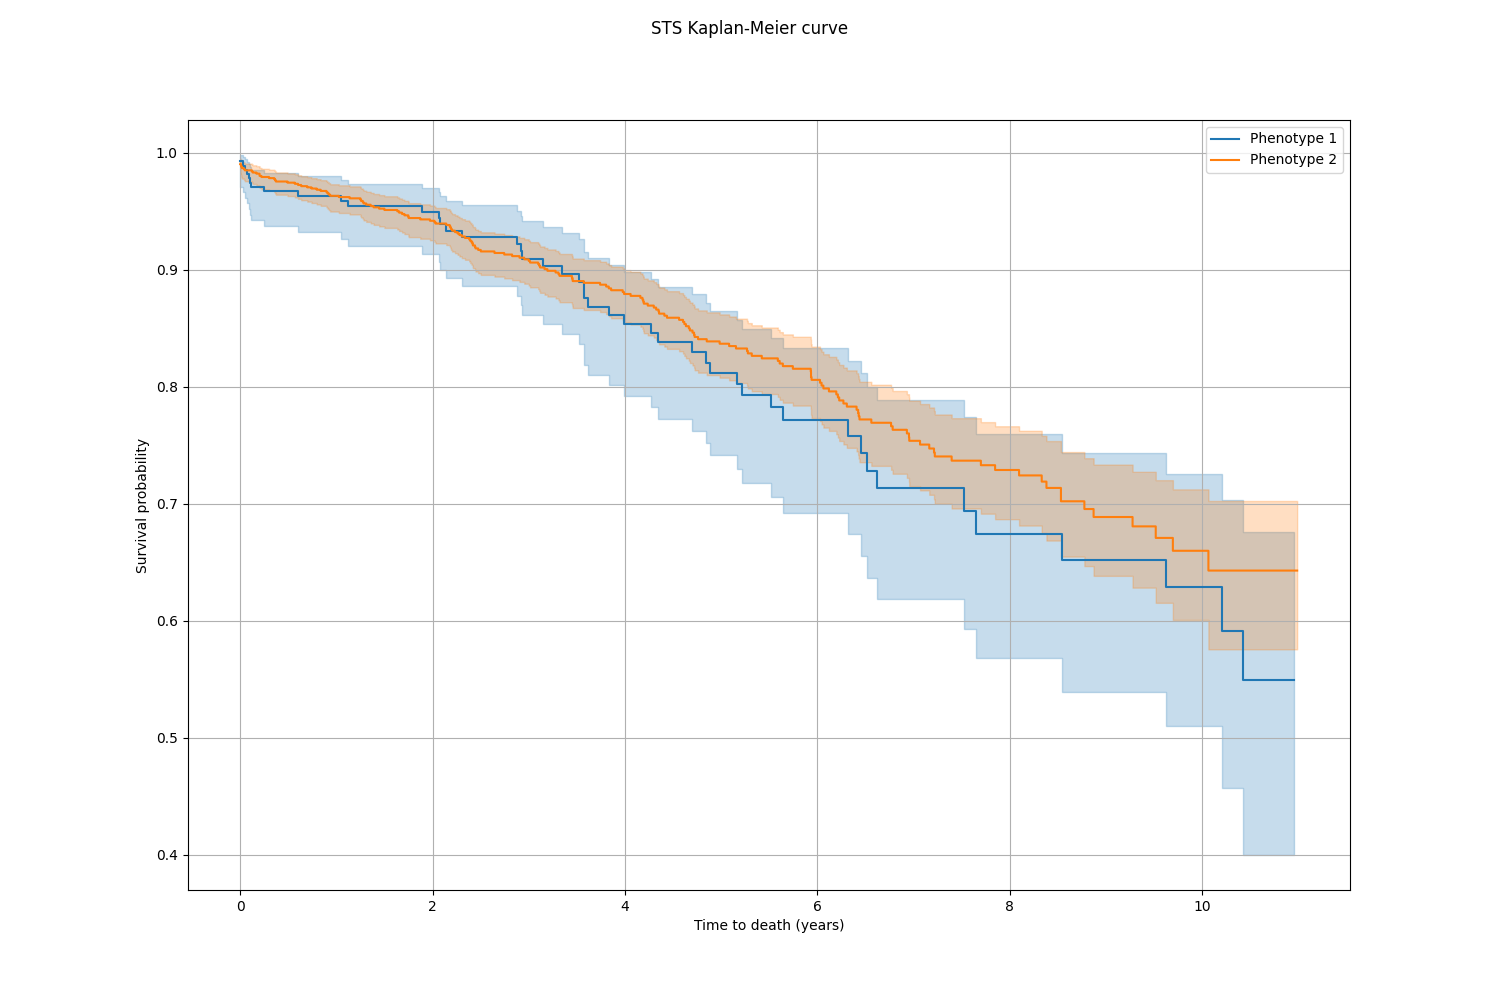 STS Kaplan-Meier curve
Phenotype 1
Phenotype 2
1.0
0.9
0.8
0.7
0.6
0.5
0.4
Survival probability
0 2 4 6 8 10
Time to death (years)